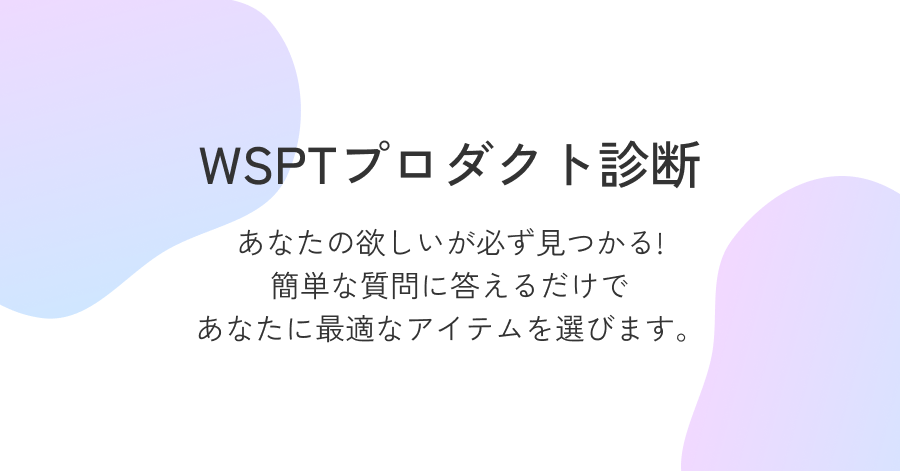 WSPTプロダクト診断
あなたの欲しいが必ず見つかる!
簡単な質問に答えるだけで
あなたに最適なアイテムを選びます。